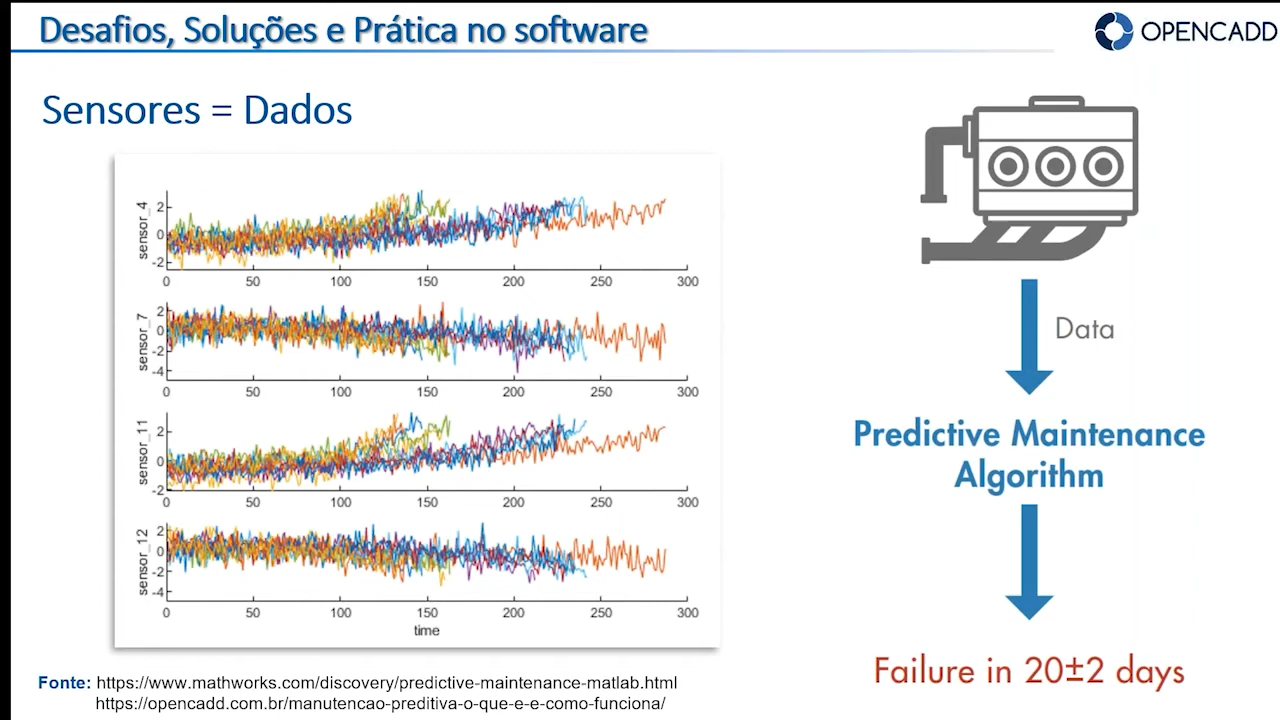 Desafios, Soluções e Prática no software
OPENCADD
Sensores = Dados
sensor_4
2
0
-2
0 50 100 150 200 250 300
sensor_7
2
0
-2
-4
0 50 100 150 200 250 300
sensor_11
2
0
-2
0 50 100 150 200 250 300
sensor_12
2
0
-2
-4
0 50 100 150 200 250 300
time
Data
Predictive Maintenance
Algorithm
Failure in 20±2 days
Fonte: https://www.mathworks.com/discovery/predictive-maintenance-matlab.html
https://opencadd.com.br/manutencao-preditiva-o-que-e-e-como-funciona/